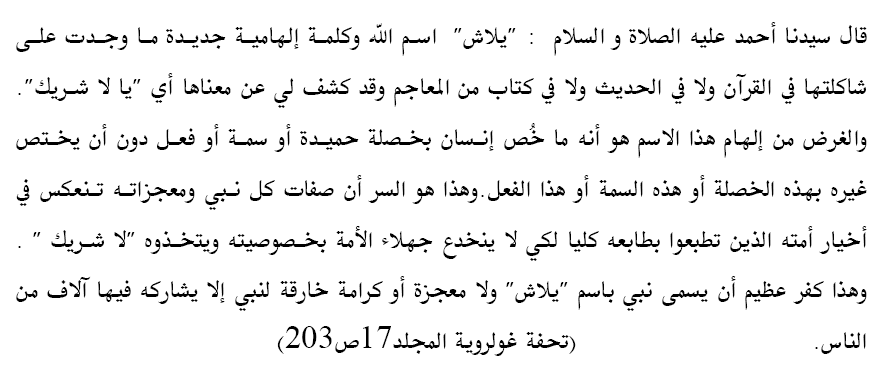 قال سيدنا أحمد عليه الصلاة و السلام : "يلاش" اسم الله وكلمة إلهامية جديدة ما وجدت على
شاكلتها في القرآن ولا في الحديث ولا في كتاب من المعاجم وقد كشف لي عن معناها أي "يا لا شريك".
والغرض من إلهام هذا الاسم هو أنه ما خُص إنسان بخصلة حميدة أو سمة أو فعل دون أن يختص
غيره بهذه الخصلة أو هذه السمة أو هذا الفعل.وهذا هو السر أن صفات كل نبي ومعجزاته تنعكس في
أخيار أمته الذين تطبعوا بطابعه كليا لكي لا ينخدع جهلاء الأمة بخصوصيته ويتخذوه "لا شريك " .
وهذا كفر عظيم أن يسمى نبي باسم "يلاش" ولا معجزة أو كرامة خارقة لنبي إلا يشاركه فيها آلاف من
الناس. (تحفة غولروية المجلد17ص203)